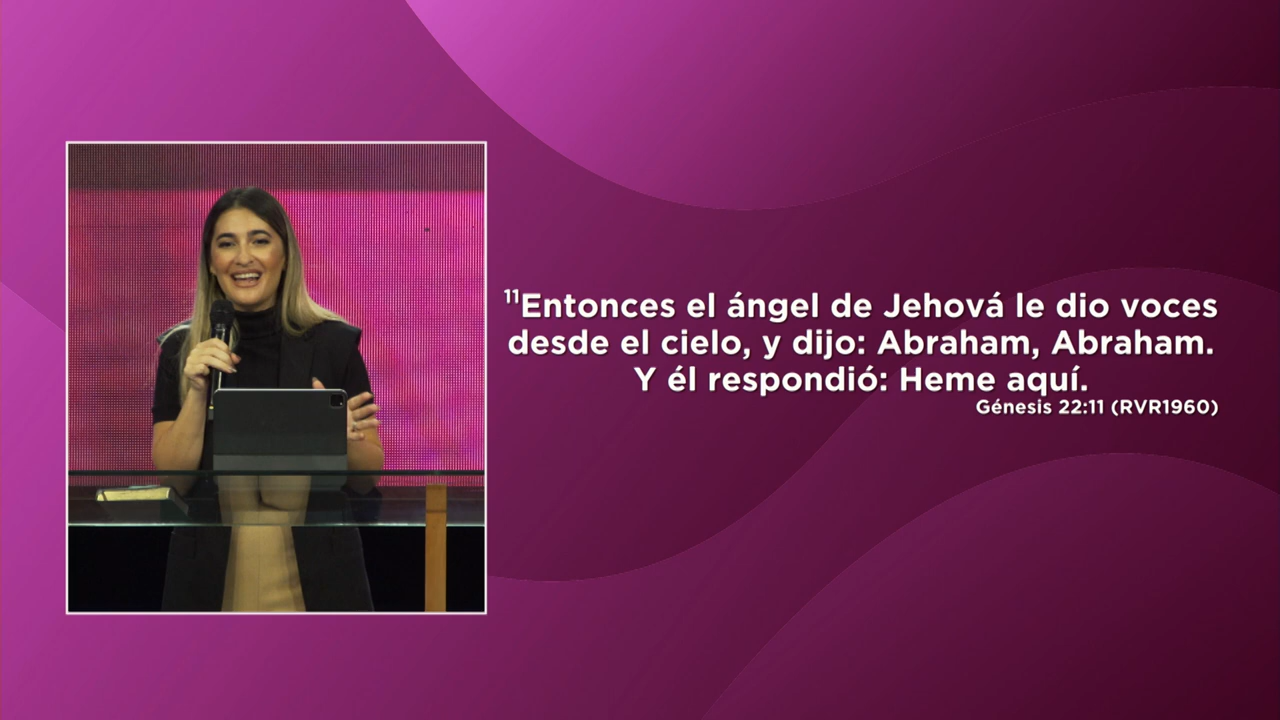 ¹¹Entonces el ángel de Jehová le dio voces
desde el cielo, y dijo: Abraham, Abraham.
Y él respondió: Heme aquí.
Génesis 22:11 (RVR1960)